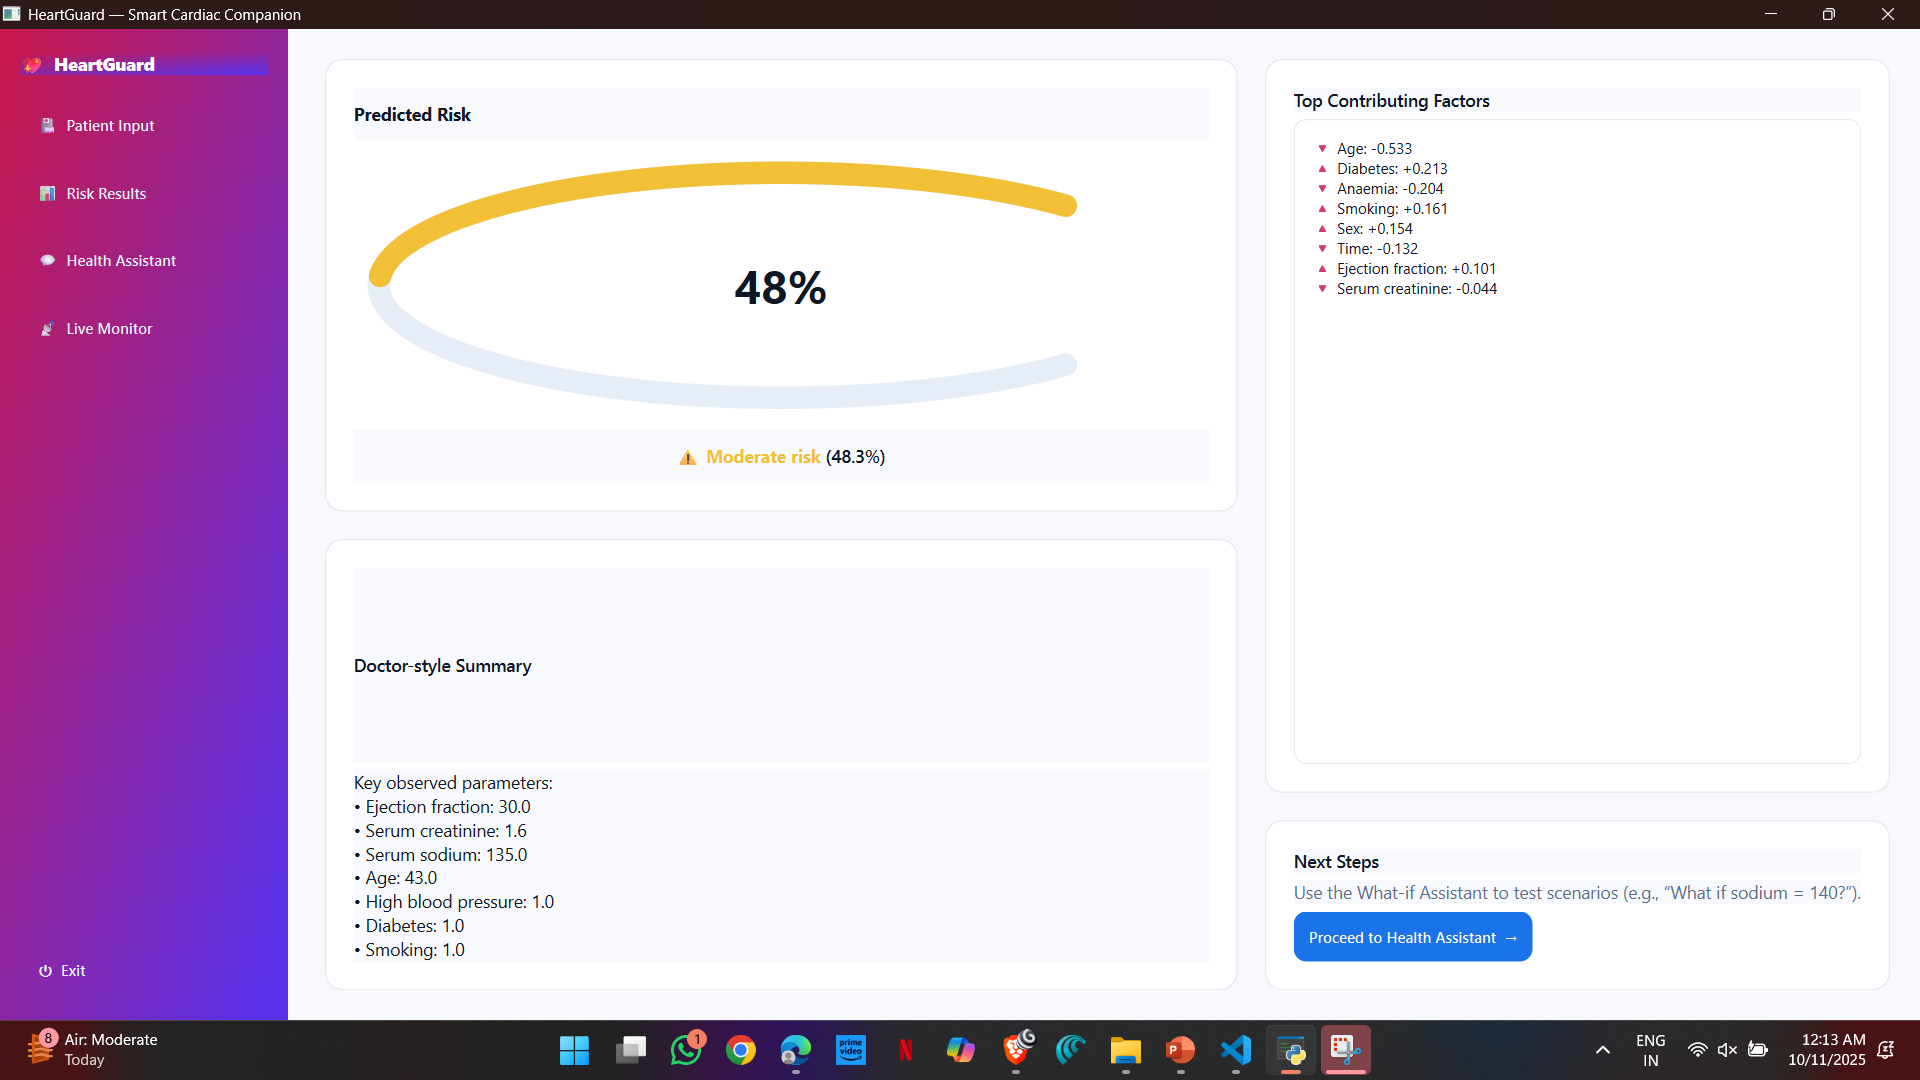 HeartGuard — Smart Cardiac Companion
HeartGuard
Patient Input
Risk Results
Health Assistant
Live Monitor
Exit
Predicted Risk
48%
Moderate risk (48.3%)
Doctor-style Summary
Key observed parameters:
• Ejection fraction: 30.0
• Serum creatinine: 1.6
• Serum sodium: 135.0
• Age: 43.0
• High blood pressure: 1.0
• Diabetes: 1.0
• Smoking: 1.0
Top Contributing Factors
▼ Age: -0.533
▲ Diabetes: +0.213
▼ Anaemia: -0.204
▲ Smoking: +0.161
▲ Sex: +0.154
▼ Time: -0.132
▲ Ejection fraction: +0.101
▼ Serum creatinine: -0.044
Next Steps
Use the What-if Assistant to test scenarios (e.g., “What if sodium = 140?”).
Proceed to Health Assistant →
8
Air: Moderate
Today
1
prime video
N
P
ENG
IN
12:13 AM
10/11/2025